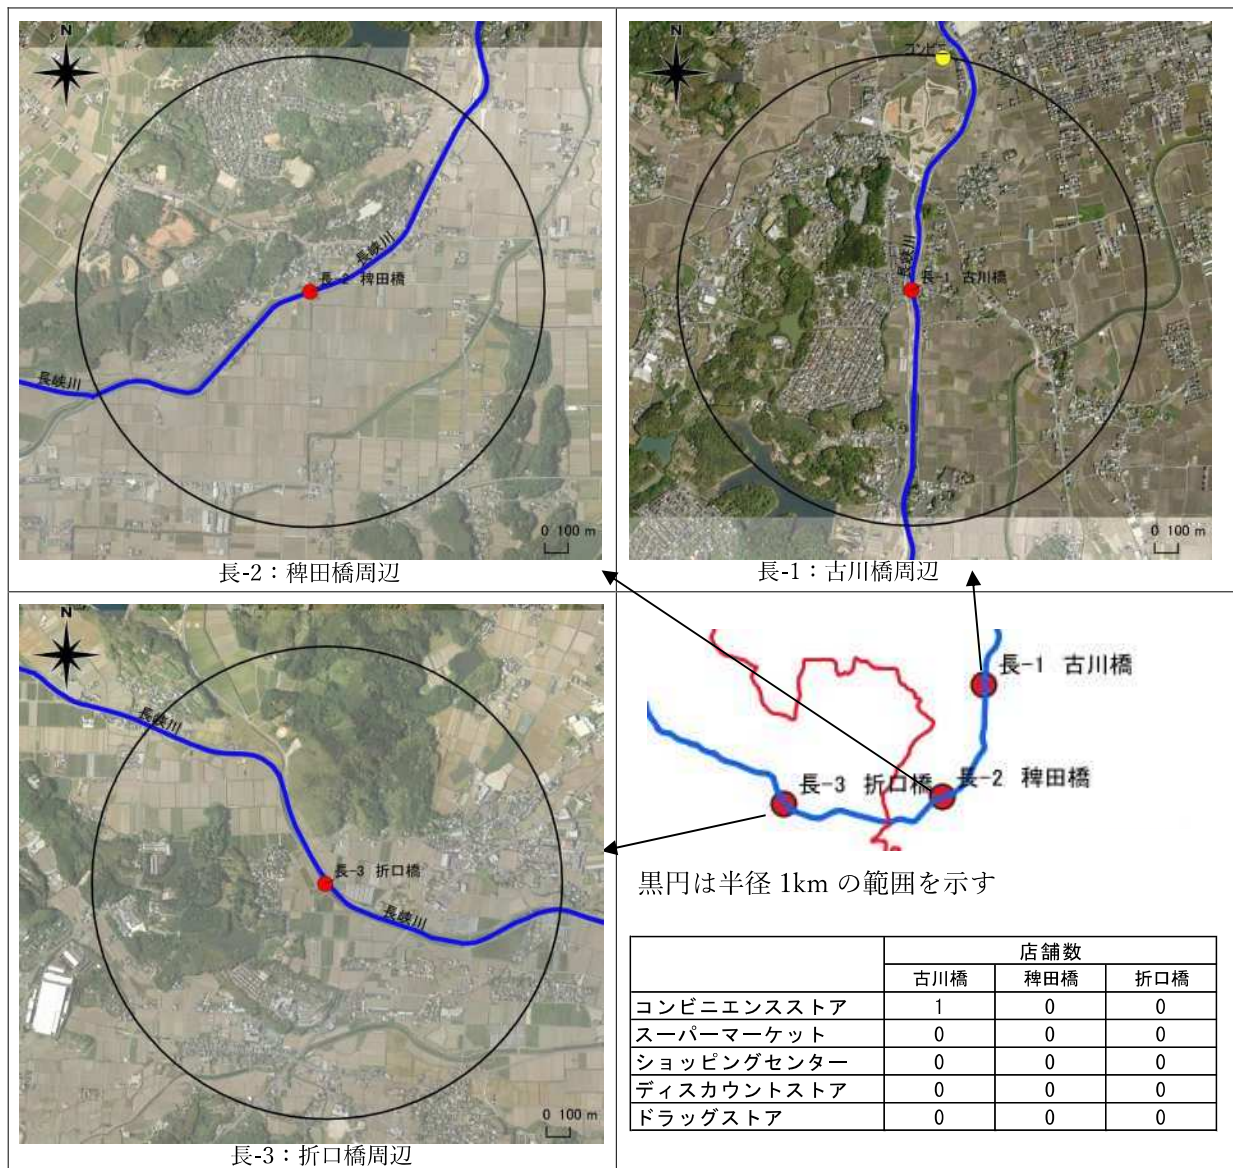 N
長峡川
長-2 稗田橋
長峡川
0 100 m
長-2：稗田橋周辺
N
コンビニ
長峡川
長-1 古川橋
0 100 m
長-1：古川橋周辺
N
長峡川
長-3 折口橋
長峡川
0 100 m
長-3：折口橋周辺
長-1 古川橋
長-3 折口橋
長-2 稗田橋
黒円は半径 1km の範囲を示す
店舗数
古川橋 稗田橋 折口橋
コンビニエンスストア 1 0 0
スーパーマーケット 0 0 0
ショッピングセンター 0 0 0
ディスカウントストア 0 0 0
ドラッグストア 0 0 0